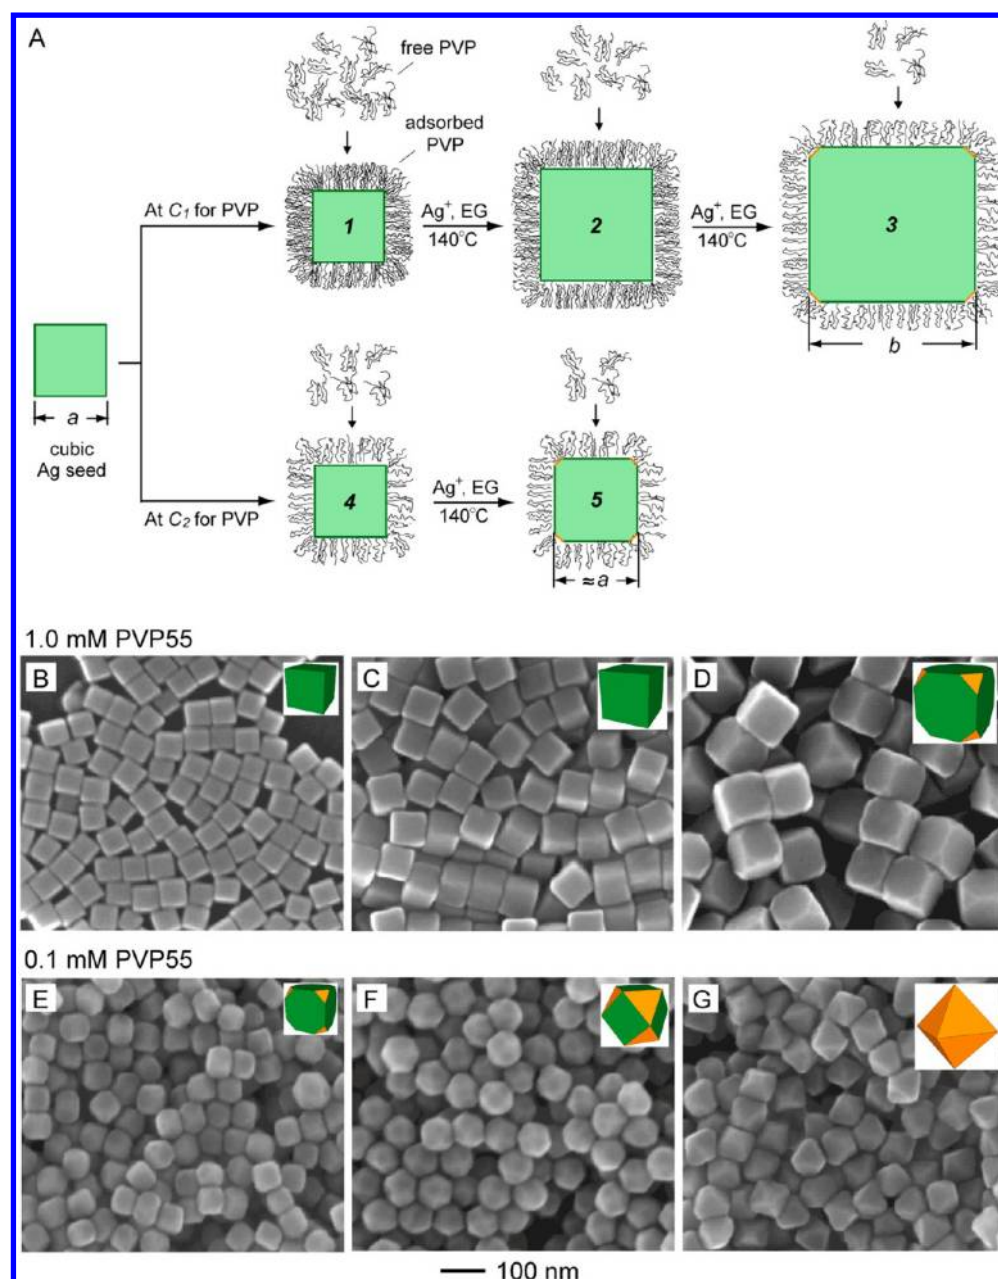 A
free PVP
adsorbed
PVP
At C₁ for PVP
1
Ag⁺, EG
140°C
2
Ag⁺, EG
140°C
3
b
a
cubic
Ag seed
At C₂ for PVP
4
Ag⁺, EG
140°C
5
≈a
1.0 mM PVP55
B
C
D
0.1 mM PVP55
E
F
G
100 nm